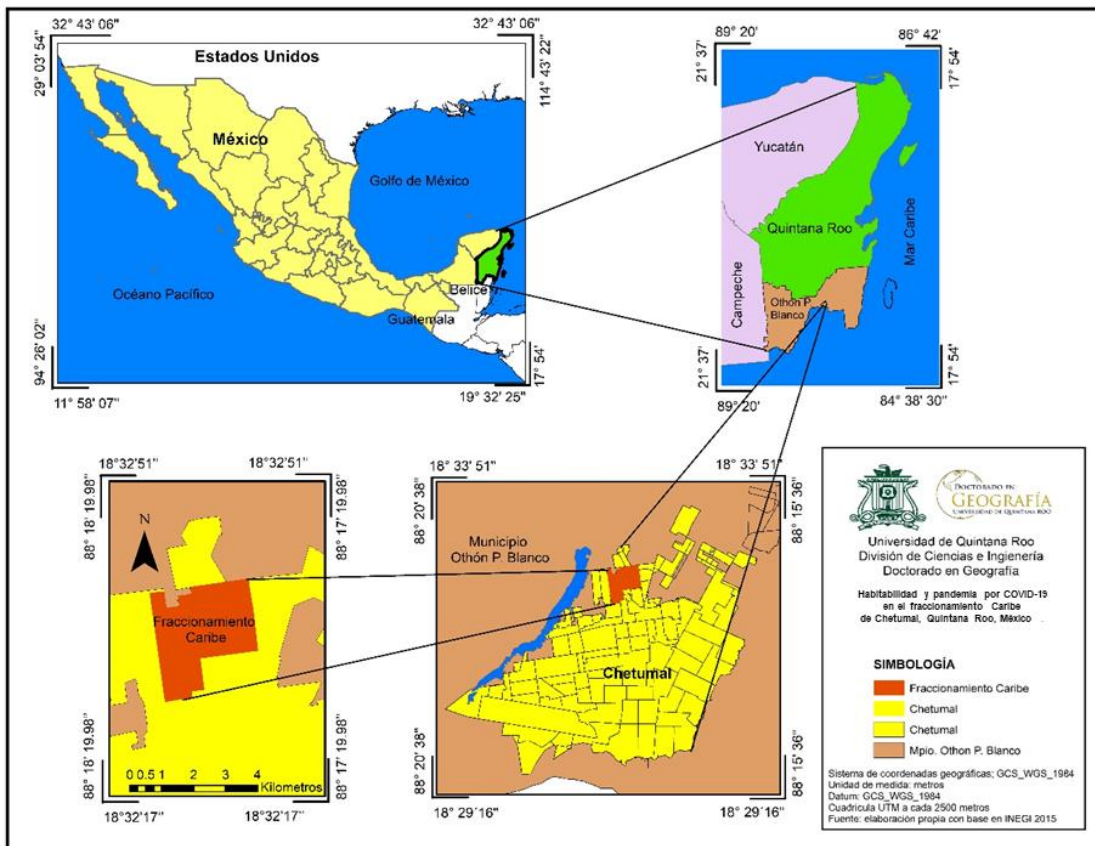 32° 43' 06"
32° 43' 06"
29° 03' 54"
114° 43' 22"
Estados Unidos
México
Golfo de México
Océano Pacífico
Belice
Guatemala
94° 26' 02"
17° 54'
11° 58' 07"
19° 32' 25"
89° 20'
86° 42'
21° 37'
17° 54'
Yucatán
Quintana Roo
Mar Caribe
Campeche
Othón P.
Blanco
21° 37'
17° 54'
89° 20'
84° 38' 30"
18°32'51"
18°32'51"
88° 18' 19.98"
88° 17' 19.98"
N
Fraccionamiento
Caribe
88° 18' 19.98"
88° 17' 19.98"
0 0.5 1 2 3 4
Kilometros
18°32'17"
18°32'17"
18° 33' 51"
18° 33' 51"
88° 20' 38"
88° 15' 36"
Municipio
Othón P. Blanco
Chetumal
88° 20' 38"
88° 15' 36"
18° 29'16"
18° 29'16"
DOCTORADO EN
GEOGRAFÍA
UNIVERSIDAD DE QUINTANA ROO
Universidad de Quintana Roo
División de Ciencias e Ingienería
Doctorado en Geografía
Habitabilidad y pandemia por COVID-19
en el fraccionamiento Caribe
de Chetumal, Quintana Roo, México .
SIMBOLOGÍA
Fraccionamiento Caribe
Chetumal
Chetumal
Mpio. Othon P. Blanco
Sistema de coordenadas geográficas; GCS_WGS_1984
Unidad de medida: metros
Datum: GCS_WGS_1984
Cuadricula UTM a cada 2500 metros
Fuente: elaboración propia con base en INEGI 2015